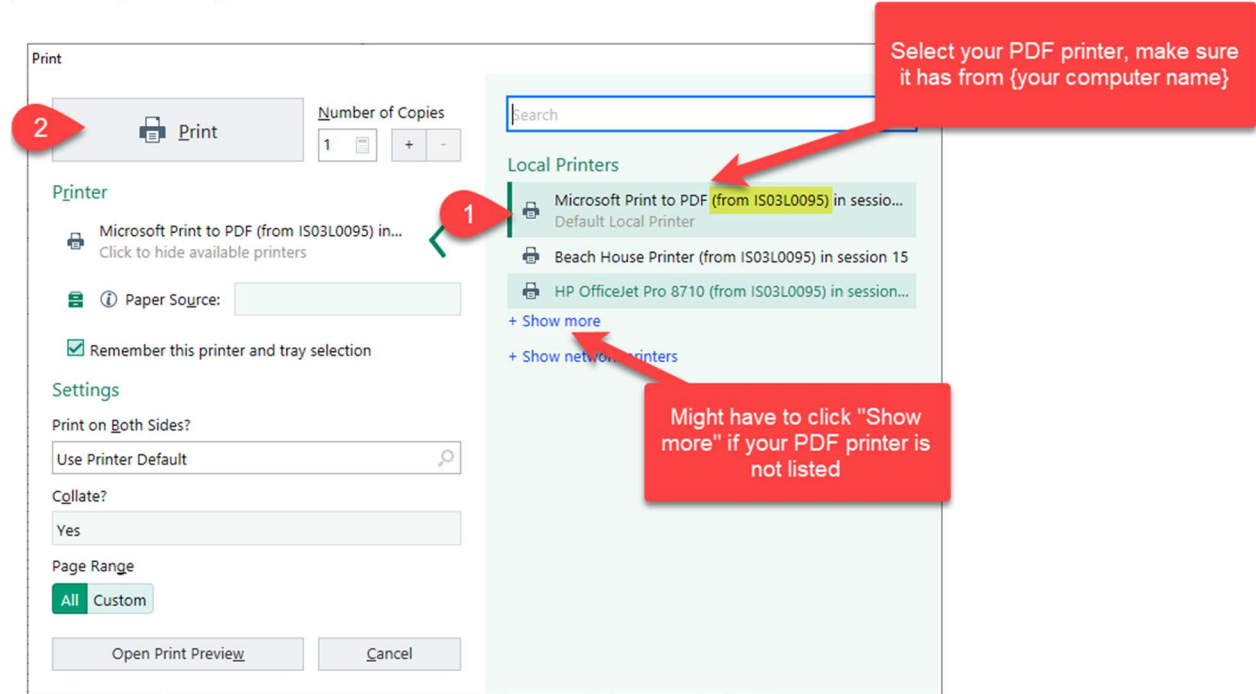 Print
2
Print
Number of Copies
1
+
-
Printer
Microsoft Print to PDF (from IS03L0095) in...
Click to hide available printers
Paper Source:
Remember this printer and tray selection
Settings
Print on Both Sides?
Use Printer Default
Collate?
Yes
Page Range
All Custom
Open Print Preview
Cancel
Search
Local Printers
1
Microsoft Print to PDF (from IS03L0095) in sessio...
Default Local Printer
Beach House Printer (from IS03L0095) in session 15
HP OfficeJet Pro 8710 (from IS03L0095) in session...
+ Show more
+ Show network printers
Select your PDF printer, make sure
it has from {your computer name}
Might have to click "Show
more" if your PDF printer is
not listed